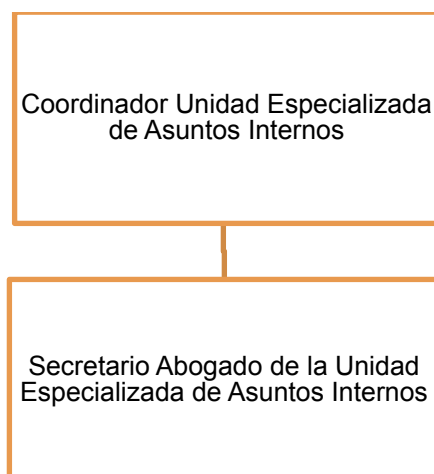 Coordinador Unidad Especializada
de Asuntos Internos
Secretario Abogado de la Unidad
Especializada de Asuntos Internos